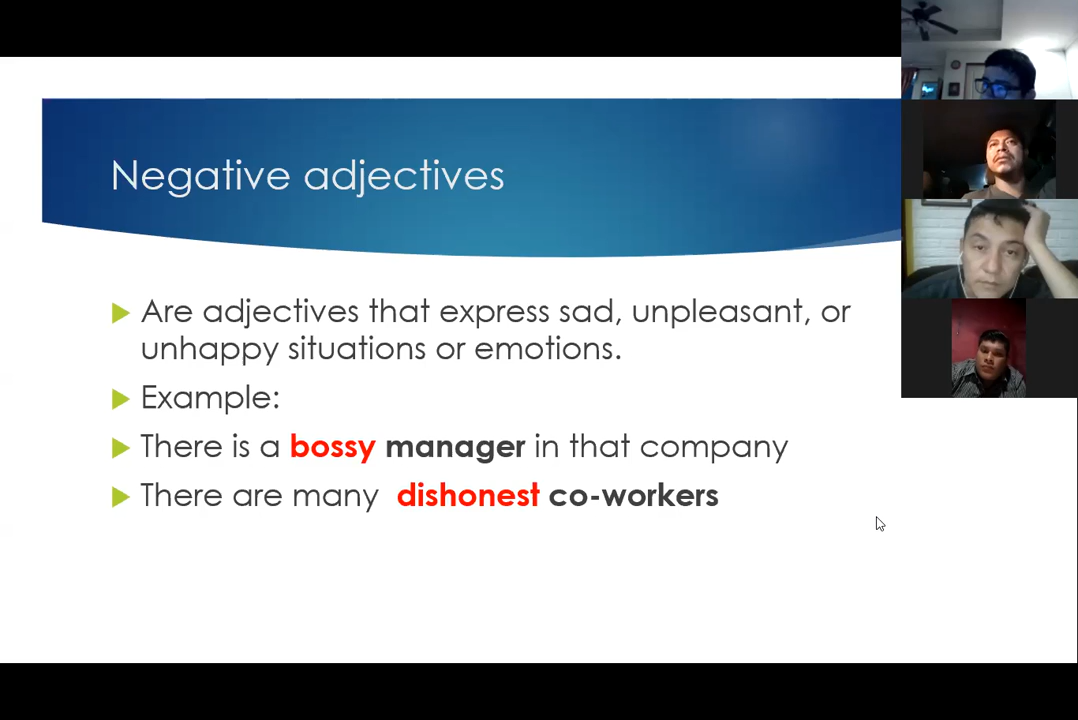 Negative adjectives
Are adjectives that express sad, unpleasant, or
unhappy situations or emotions.
Example:
There is a bossy manager in that company
There are many dishonest co-workers